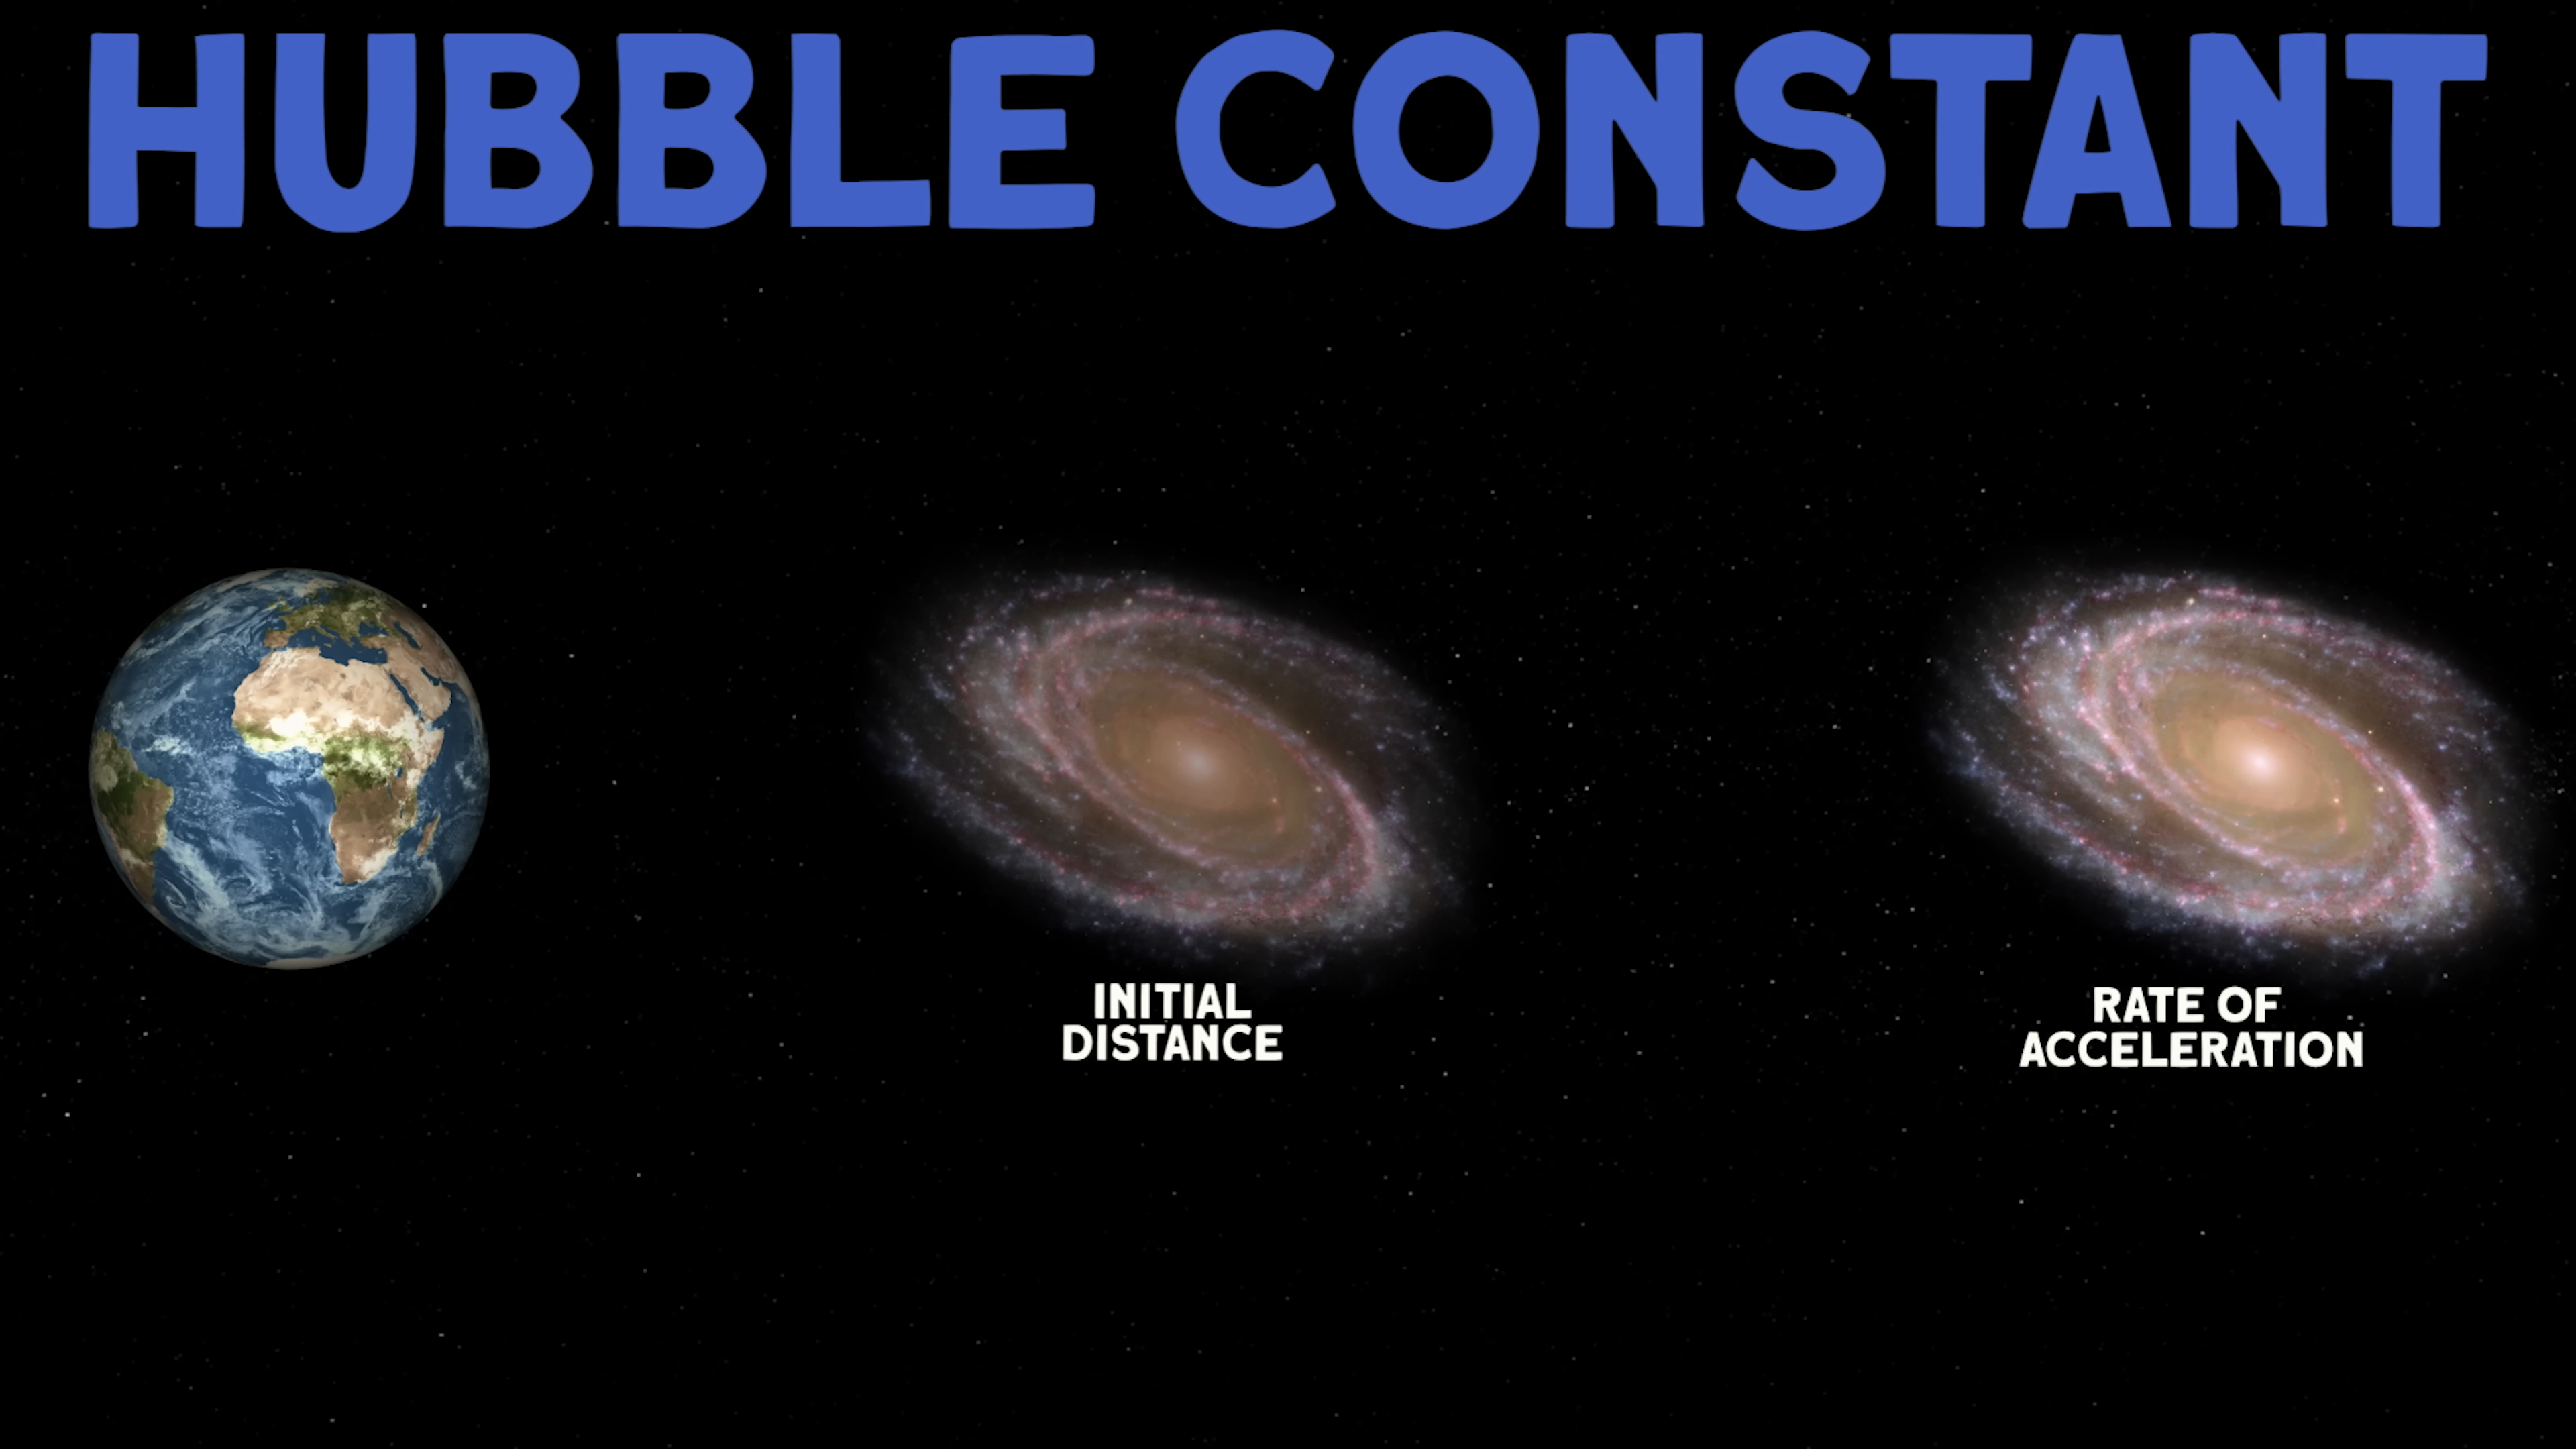 HUBBLE CONSTANT
INITIAL
DISTANCE
RATE OF
ACCELERATION